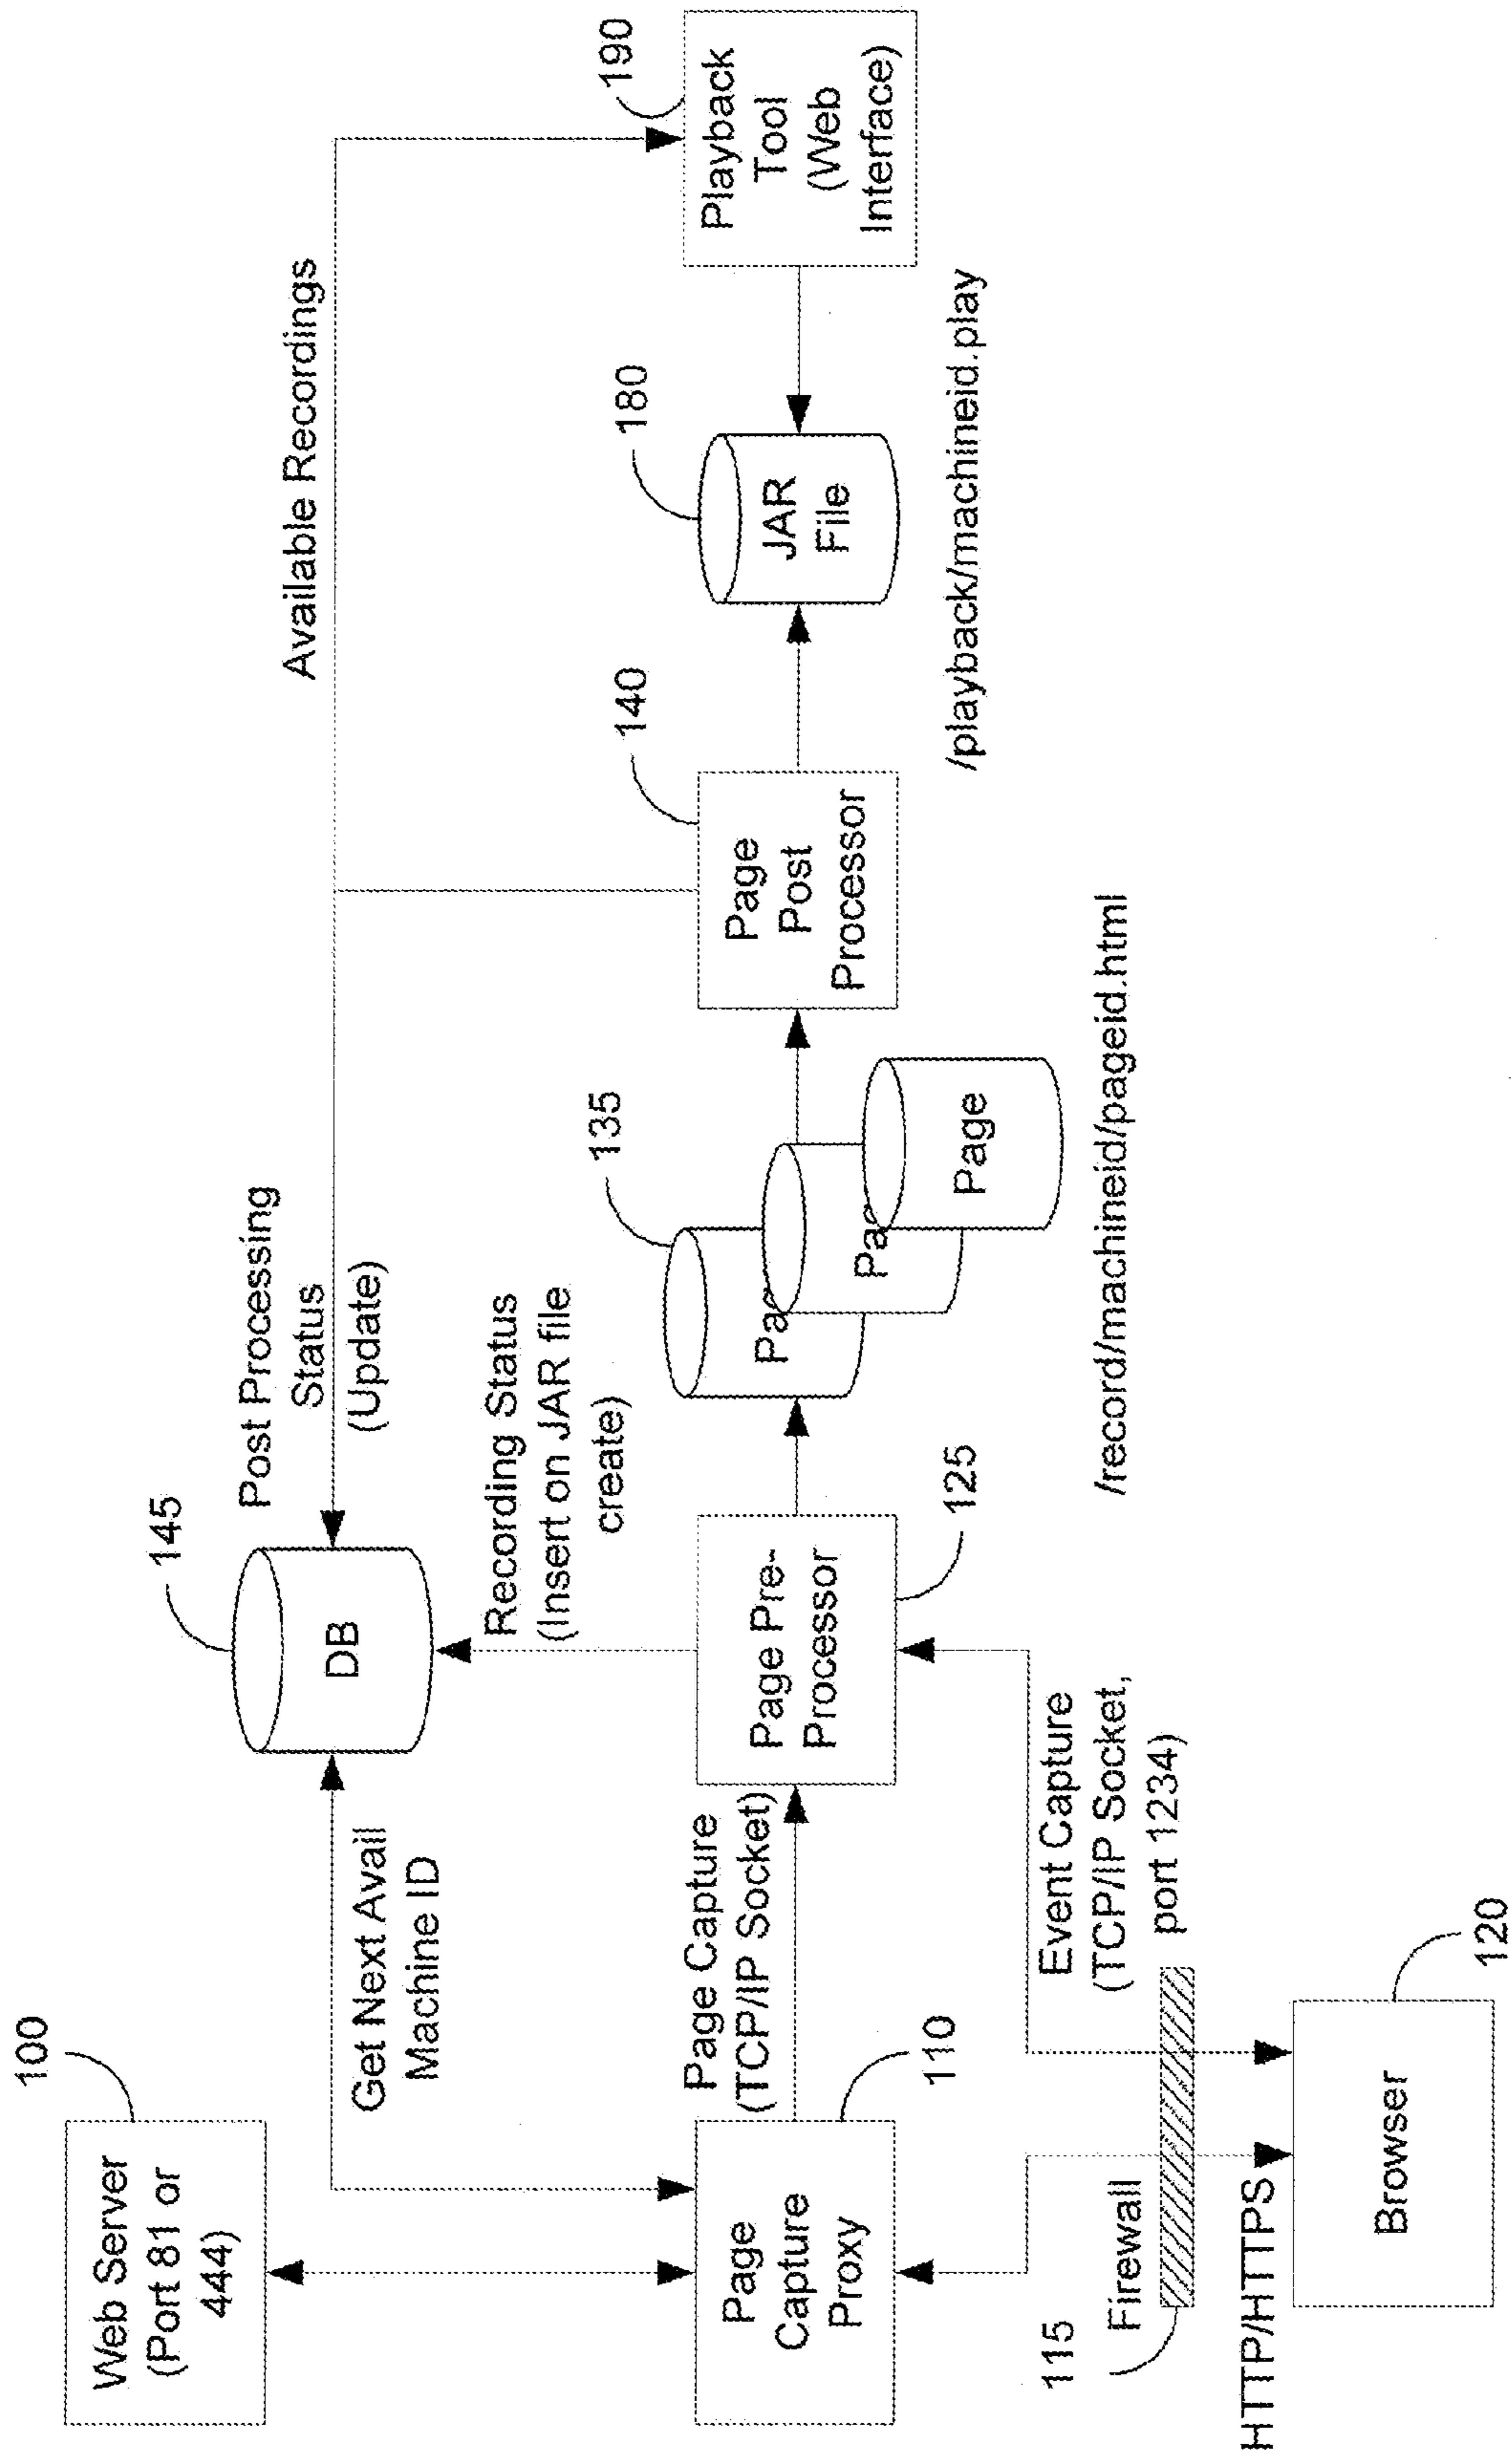 100
Web Server
(Port 81 or
444)
Get Next Avail
Machine ID
145
DB
Post Processing
Status
(Update)
Available Recordings
Recording Status
(Insert on JAR file
create)
Page Capture
(TCP/IP Socket)
Page
Capture
Proxy
110
Page Pre-
Processor
125
135
Pag
Pag
Page
/record/machineid/pageid.html
140
Page
Post
Processor
180
JAR
File
/playback/machineid.play
190
Playback
Tool
(Web
Interface)
Event Capture
(TCP/IP Socket,
port 1234)
115
Firewall
HTTP/HTTPS
Browser
120